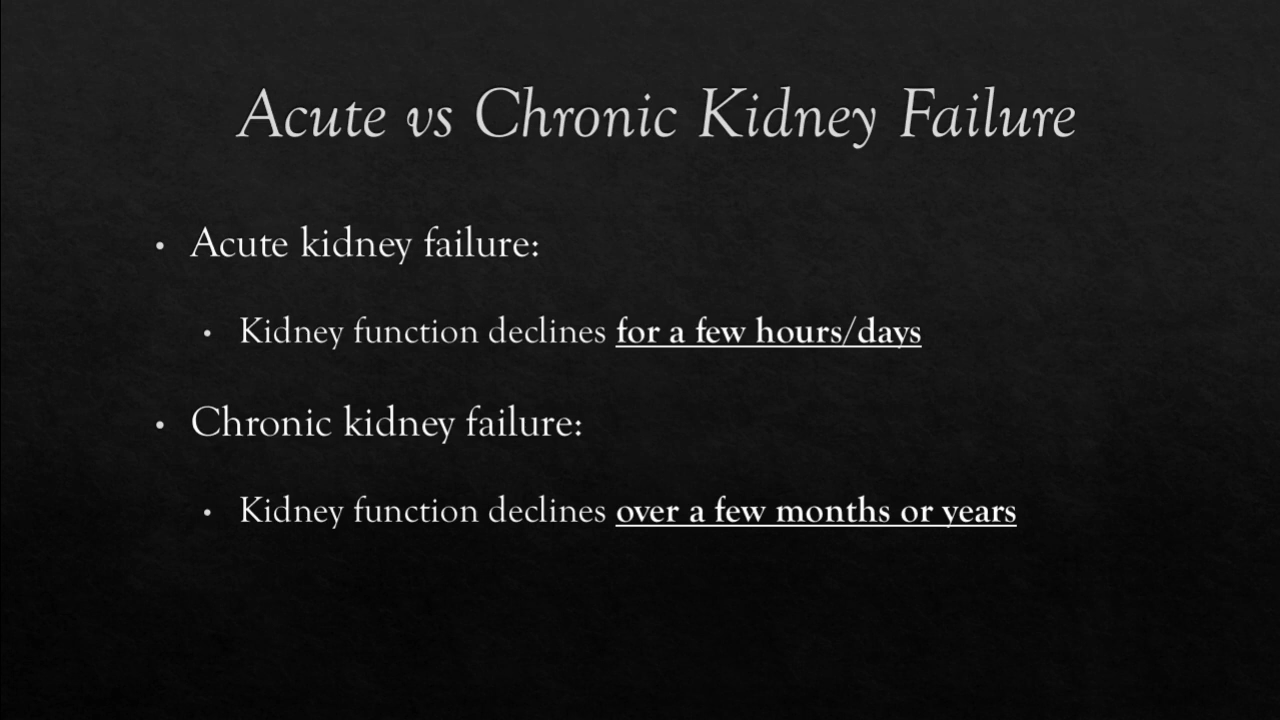 Acute vs Chronic Kidney Failure
• Acute kidney failure:
• Kidney function declines for a few hours/days
• Chronic kidney failure:
• Kidney function declines over a few months or years